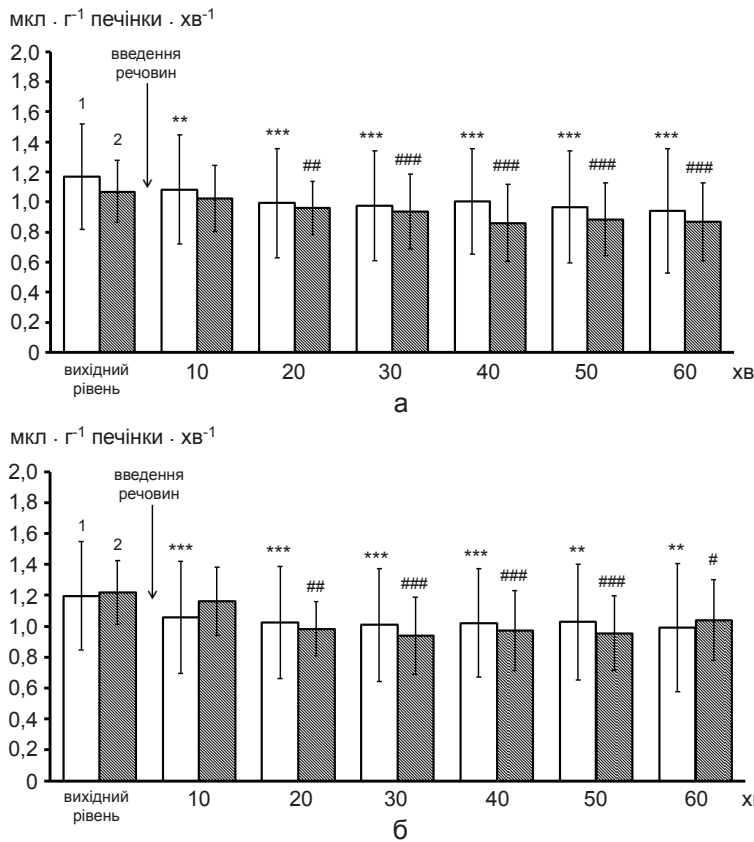 мкл · г⁻¹ печінки · хв⁻¹
2,0
1,8
1,6
1,4
1,2
1,0
0,8
0,6
0,4
0,2
0
введення
речовин
1
2
** *** *** *** *** ***
## ### ### ### ###
вихідний
рівень
10 20 30 40 50 60 хв
а
мкл · г⁻¹ печінки · хв⁻¹
2,0
1,8
1,6
1,4
1,2
1,0
0,8
0,6
0,4
0,2
0
введення
речовин
1
2
*** *** *** *** ** **
## ### ### ### #
вихідний
рівень
10 20 30 40 50 60 х
б